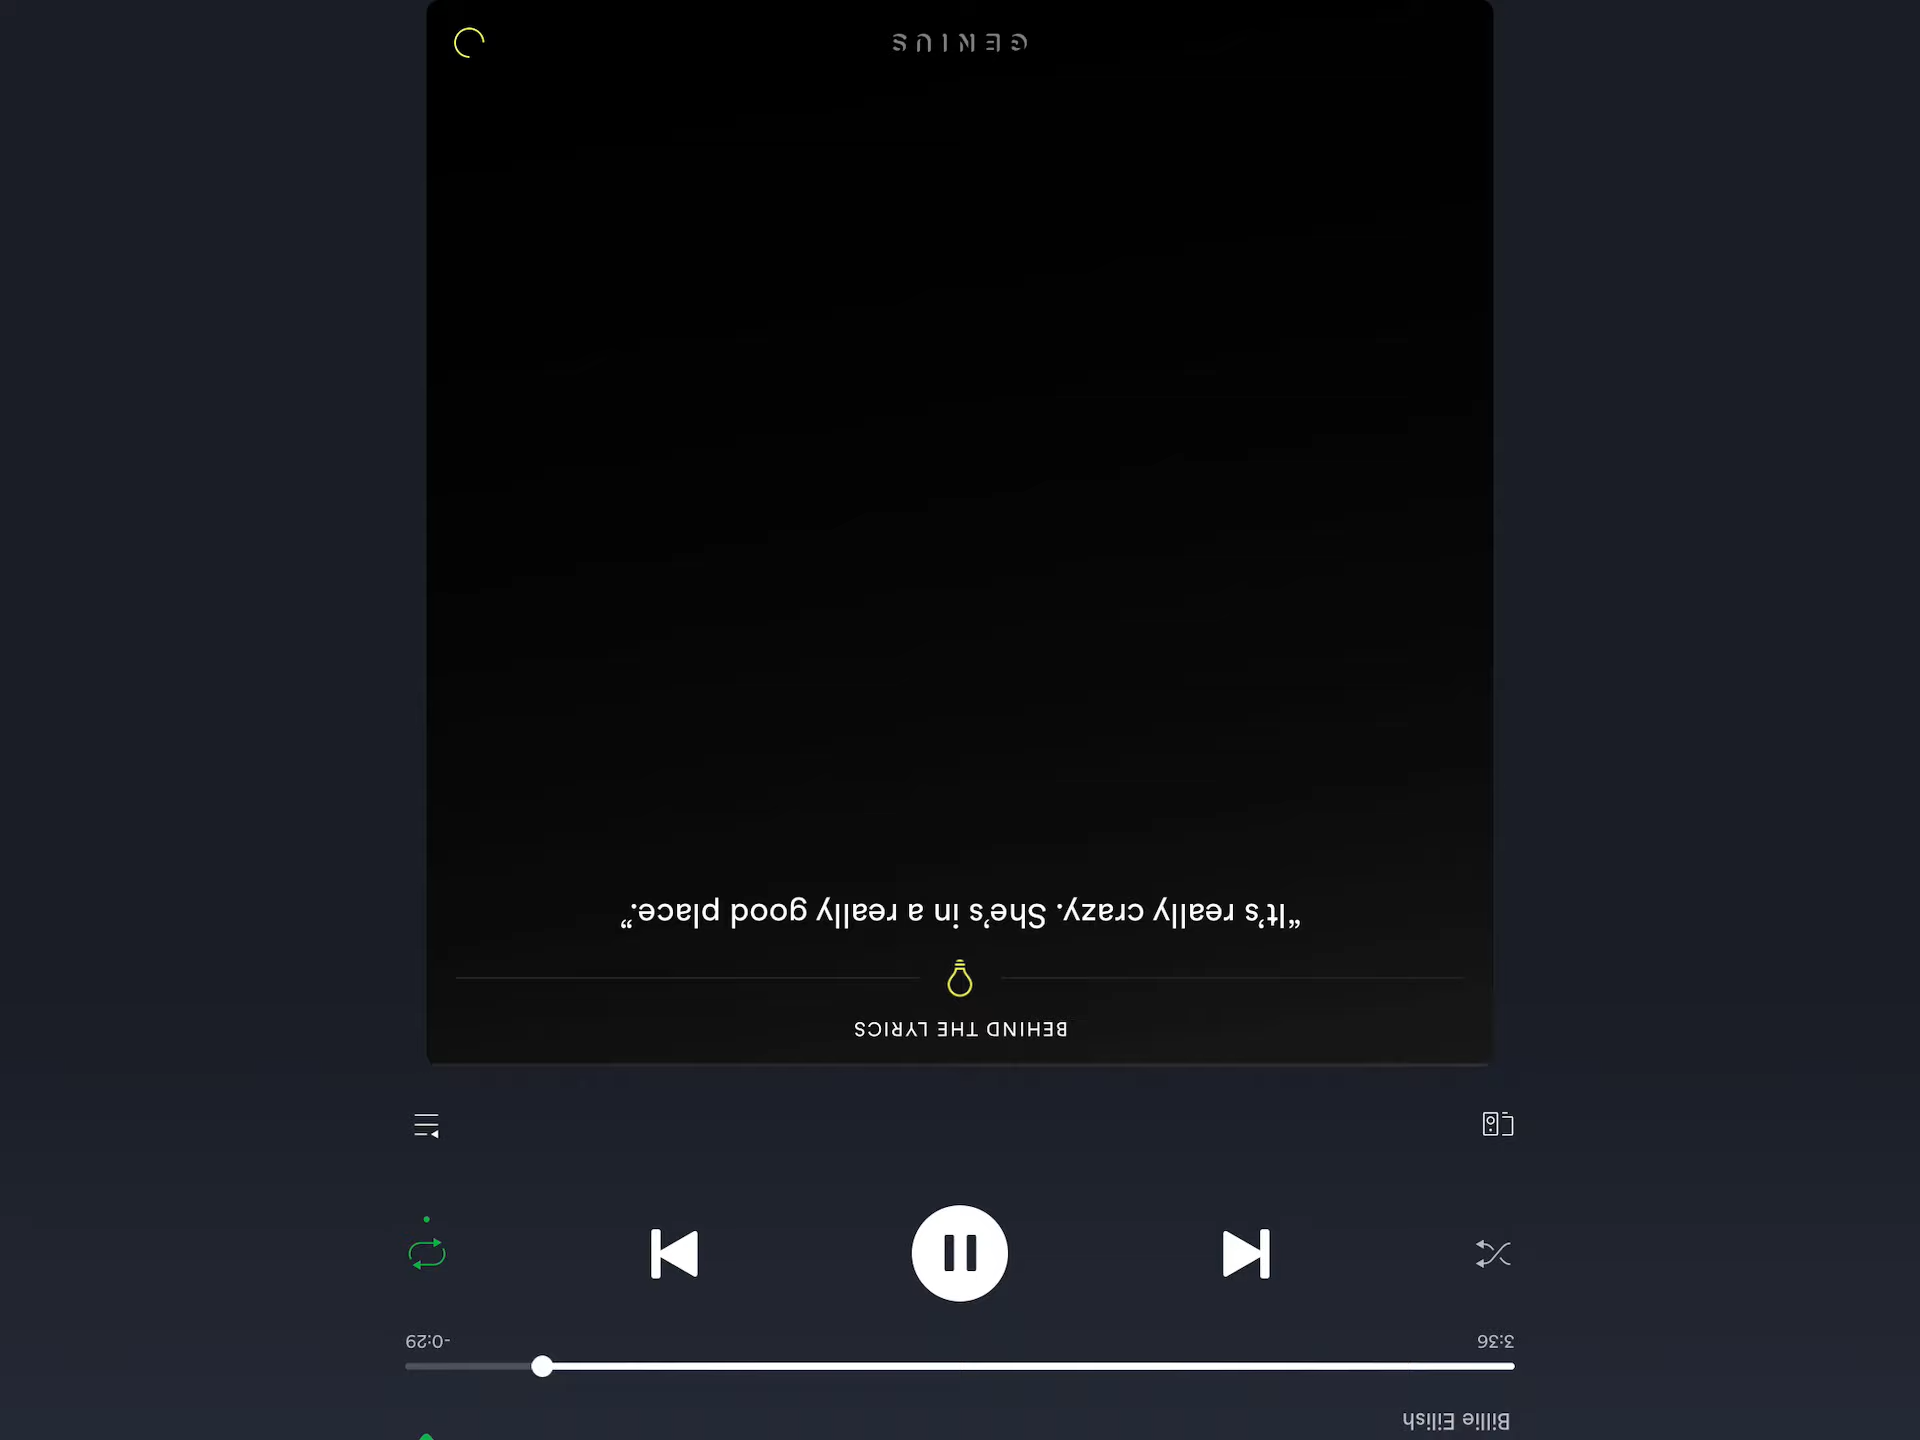 Billie Eilish
3:36
-0:29
BEHIND THE LYRICS
“It’s really crazy. She’s in a really good place.”
GENIUS